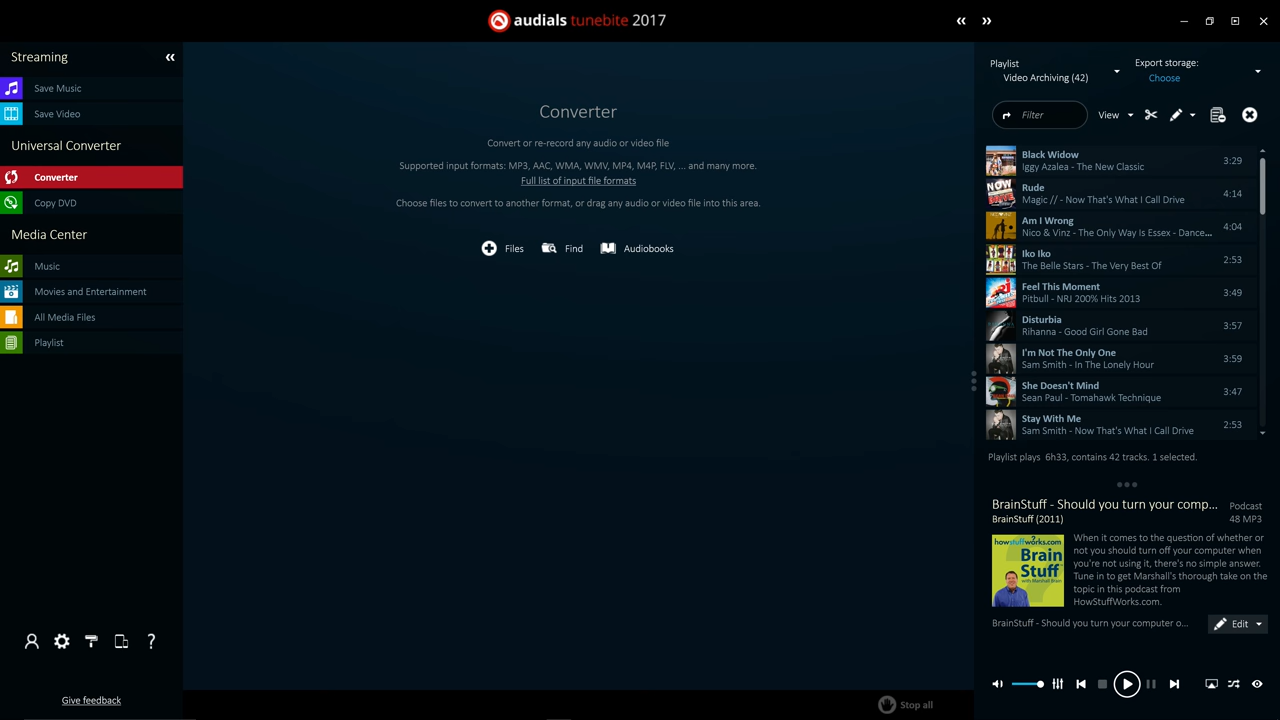 audials tunebite 2017
Streaming
Save Music
Save Video
Universal Converter
Converter
Copy DVD
Media Center
Music
Movies and Entertainment
All Media Files
Playlist
Give feedback
Converter
Convert or re-record any audio or video file
Supported input formats: MP3, AAC, WMA, WMV, MP4, M4P, FLV, ... and many more.
Full list of input file formats
Choose files to convert to another format, or drag any audio or video file into this area.
Files Find Audiobooks
Stop all
Playlist
Video Archiving (42)
Export storage:
Choose
Filter
View
Black Widow
Iggy Azalea - The New Classic
3:29
Rude
Magic // - Now That's What I Call Drive
4:14
Am I Wrong
Nico & Vinz - The Only Way Is Essex - Dance...
4:04
Iko Iko
The Belle Stars - The Very Best Of
2:53
Feel This Moment
Pitbull - NRJ 200% Hits 2013
3:49
Disturbia
Rihanna - Good Girl Gone Bad
3:57
I'm Not The Only One
Sam Smith - In The Lonely Hour
3:59
She Doesn't Mind
Sean Paul - Tomahawk Technique
3:47
Stay With Me
Sam Smith - Now That's What I Call Drive
2:53
Playlist plays 6h33, contains 42 tracks. 1 selected.
BrainStuff - Should you turn your comp...
BrainStuff (2011)
Podcast
48 MP3
howstuffworks.com
Brain
Stuff
with Marshall Brain
When it comes to the question of whether or
not you should turn off your computer when
you're not using it, there's no simple answer.
Tune in to get Marshall's thorough take on the
topic in this podcast from
HowStuffWorks.com.
BrainStuff - Should you turn your computer o...
Edit